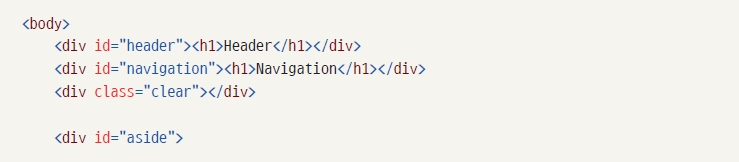 <body>
    <div id="header"><h1>Header</h1></div>
    <div id="navigation"><h1>Navigation</h1></div>
    <div class="clear"></div>
    <div id="aside">